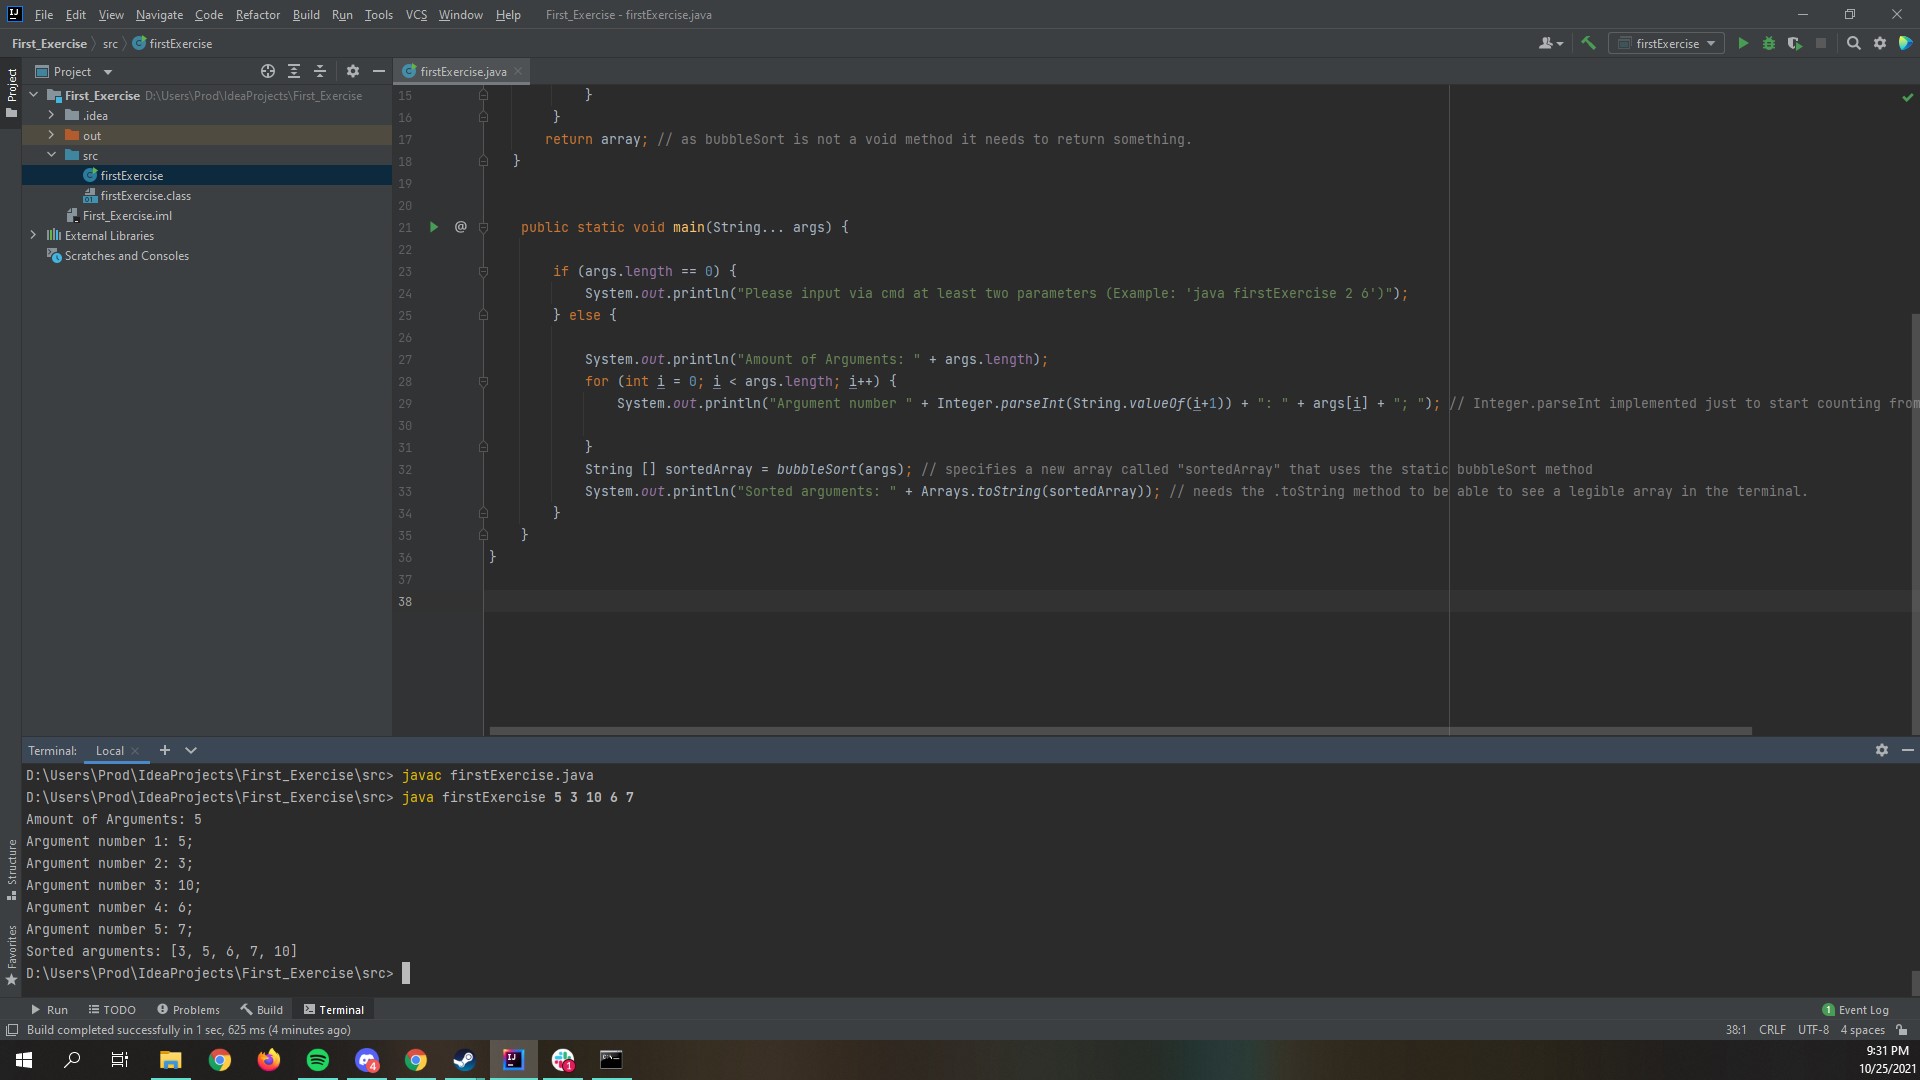 File Edit View Navigate Code Refactor Build Run Tools VCS Window Help First_Exercise - firstExercise.java
First_Exercise src firstExercise
firstExercise
Project
Project
firstExercise.java
First_Exercise D:\Users\Prod\IdeaProjects\First_Exercise
.idea
out
src
firstExercise
firstExercise.class
First_Exercise.iml
External Libraries
Scratches and Consoles
15 }
16 }
17 return array; // as bubbleSort is not a void method it needs to return something.
18 }
19
20
21 @ public static void main(String... args) {
22
23 if (args.length == 0) {
24 System.out.println("Please input via cmd at least two parameters (Example: 'java firstExercise 2 6')");
25 } else {
26
27 System.out.println("Amount of Arguments: " + args.length);
28 for (int i = 0; i < args.length; i++) {
29 System.out.println("Argument number " + Integer.parseInt(String.valueOf(i+1)) + ": " + args[i] + "; "); // Integer.parseInt implemented just to start counting from
30
31 }
32 String [] sortedArray = bubbleSort(args); // specifies a new array called "sortedArray" that uses the static bubbleSort method
33 System.out.println("Sorted arguments: " + Arrays.toString(sortedArray)); // needs the .toString method to be able to see a legible array in the terminal.
34 }
35 }
36 }
37
38
Terminal: Local
D:\Users\Prod\IdeaProjects\First_Exercise\src> javac firstExercise.java
D:\Users\Prod\IdeaProjects\First_Exercise\src> java firstExercise 5 3 10 6 7
Amount of Arguments: 5
Argument number 1: 5;
Argument number 2: 3;
Argument number 3: 10;
Argument number 4: 6;
Argument number 5: 7;
Sorted arguments: [3, 5, 6, 7, 10]
D:\Users\Prod\IdeaProjects\First_Exercise\src>
Structure
Favorites
Run TODO Problems Build Terminal
1 Event Log
Build completed successfully in 1 sec, 625 ms (4 minutes ago)
38:1 CRLF UTF-8 4 spaces
4
1
9:31 PM
10/25/2021